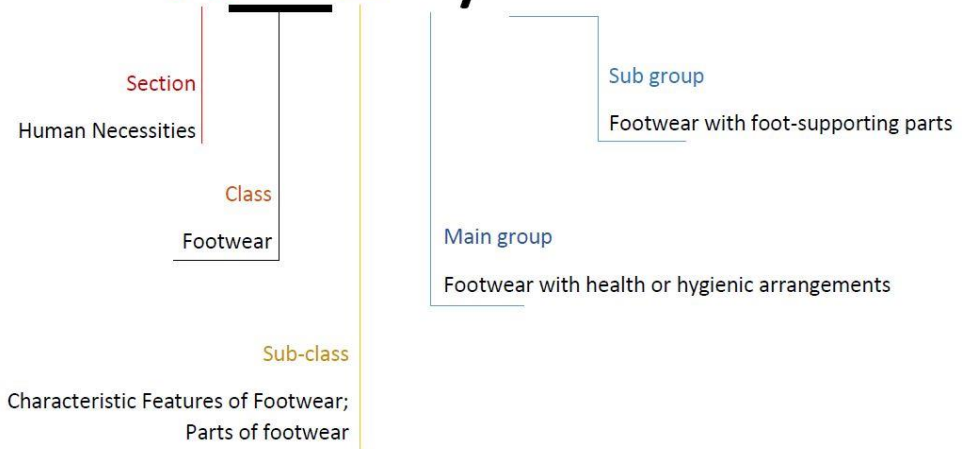 Section
Human Necessities
Class
Footwear
Sub-class
Characteristic Features of Footwear;
Parts of footwear
Sub group
Footwear with foot-supporting parts
Main group
Footwear with health or hygienic arrangements